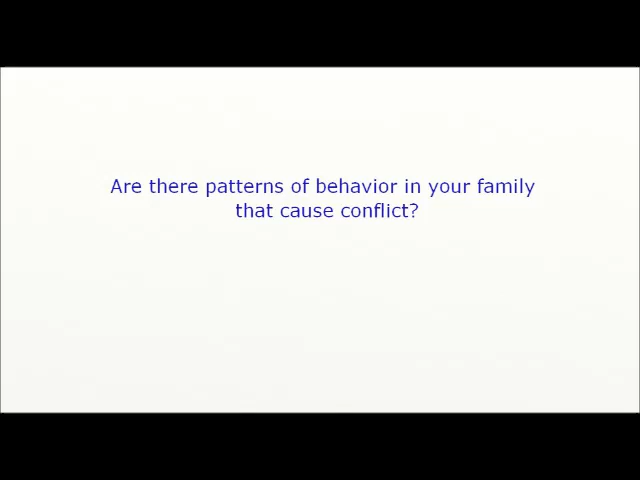 Are there patterns of behavior in your family
that cause conflict?